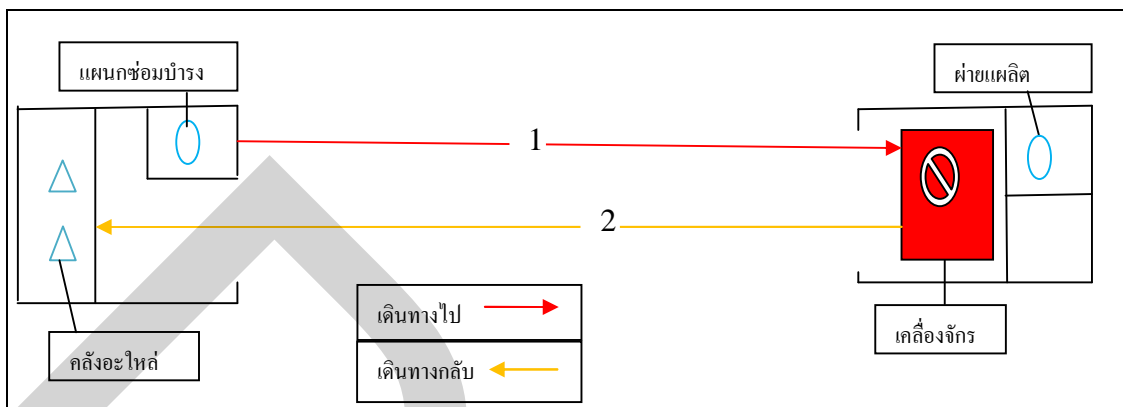 แผนกซ่อมบำรุง
ผ่ายแผลิต
1
2
เดินทางไป
เครื่องจักร
คลังอะใหล่
เดินทางกลับ